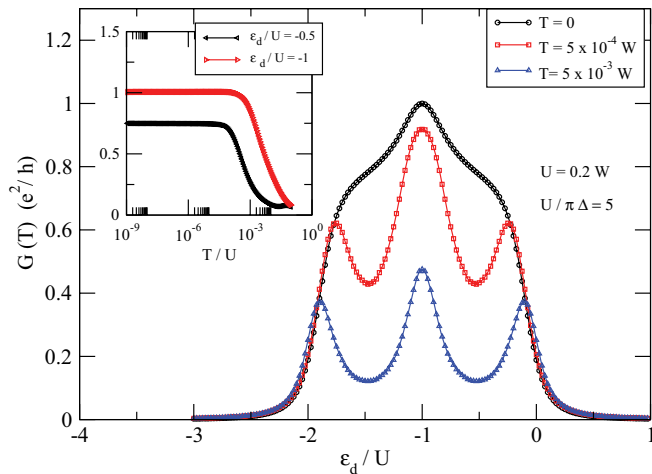 1.2
1
0.8
0.6
0.4
0.2
0
G (T) (e²/ h)
-4
-3
-2
-1
0
1
ε_d / U
T = 0
T = 5 x 10⁻⁴ W
T= 5 x 10⁻³ W
U = 0.2 W
U / π Δ = 5
1.5
1
0.5
0
10⁻⁹
10⁻⁶
10⁻³
10⁰
T / U
ε_d / U = -0.5
ε_d / U = -1